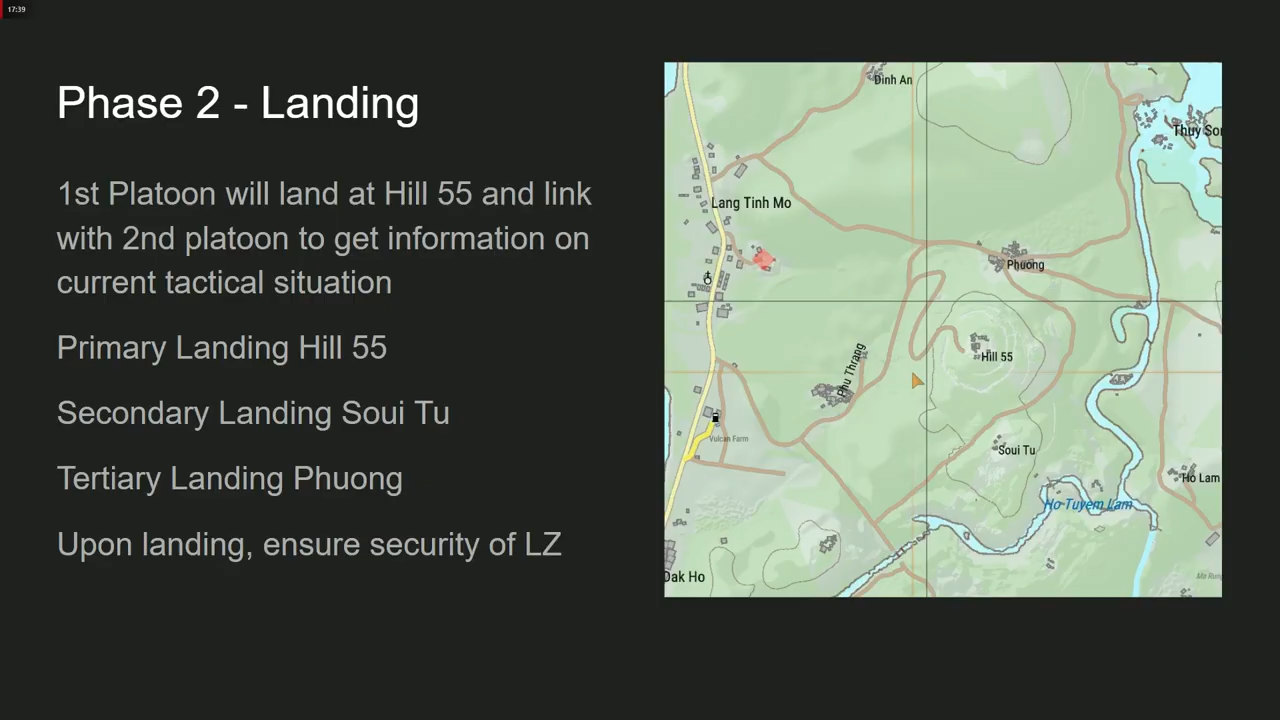 17:39
Phase 2 - Landing
1st Platoon will land at Hill 55 and link
with 2nd platoon to get information on
current tactical situation
Primary Landing Hill 55
Secondary Landing Soui Tu
Tertiary Landing Phuong
Upon landing, ensure security of LZ
Dinh An
Lang Tinh Mo
Phuong
Hill 55
Phu Thrang
Vulcan Farm
Soui Tu
Ho Tuyem Lam
Ho Lam
Dak Ho